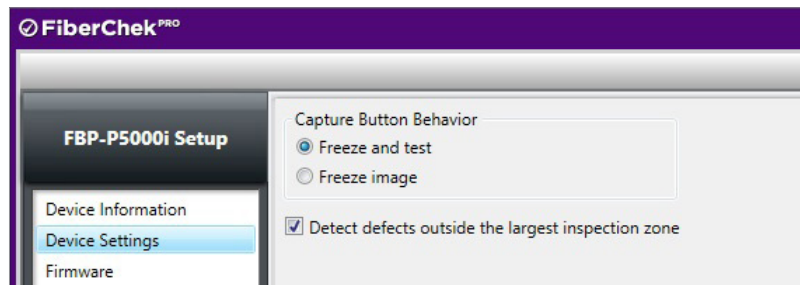 FiberChekPRO
FBP-P5000i Setup
Device Information
Device Settings
Firmware
Capture Button Behavior
Freeze and test
Freeze image
Detect defects outside the largest inspection zone